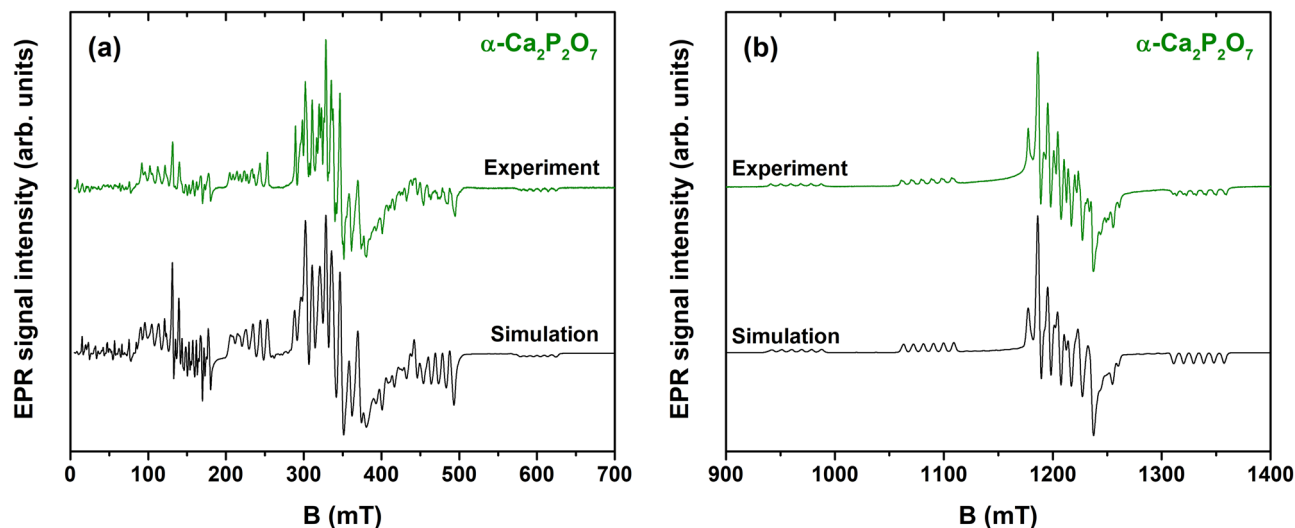 (a)
α-Ca₂P₂O₇
EPR signal intensity (arb. units)
Experiment
Simulation
0 100 200 300 400 500 600 700
B (mT)
(b)
α-Ca₂P₂O₇
EPR signal intensity (arb. units)
Experiment
Simulation
900 1000 1100 1200 1300 1400
B (mT)